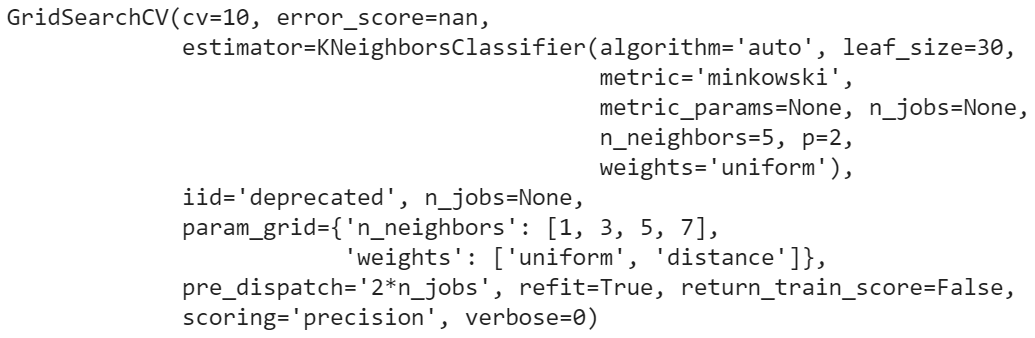 GridSearchCV(cv=10, error_score=nan,
             estimator=KNeighborsClassifier(algorithm='auto', leaf_size=30,
                                            metric='minkowski',
                                            metric_params=None, n_jobs=None,
                                            n_neighbors=5, p=2,
                                            weights='uniform'),
             iid='deprecated', n_jobs=None,
             param_grid={'n_neighbors': [1, 3, 5, 7],
                         'weights': ['uniform', 'distance']},
             pre_dispatch='2*n_jobs', refit=True, return_train_score=False,
             scoring='precision', verbose=0)